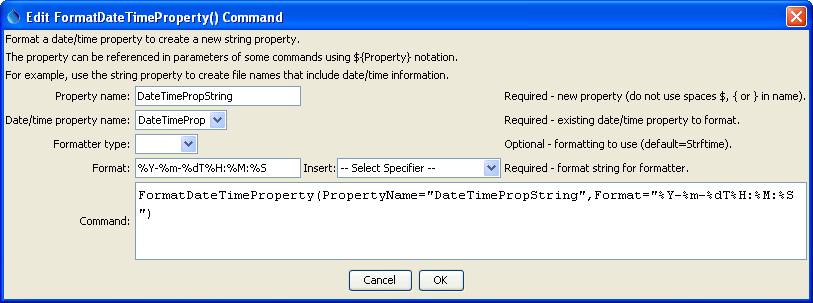 Edit FormatDateTimeProperty() Command
Format a date/time property to create a new string property.
The property can be referenced in parameters of some commands using ${Property} notation.
For example, use the string property to create file names that include date/time information.
Property name: DateTimePropString Required - new property (do not use spaces $, { or } in name).
Date/time property name: DateTimeProp Required - existing date/time property to format.
Formatter type: Optional - formatting to use (default=Strftime).
Format: %Y-%m-%dT%H:%M:%S Insert: -- Select Specifier -- Required - format string for formatter.
Command: FormatDateTimeProperty(PropertyName="DateTimePropString",Format="%Y-%m-%dT%H:%M:%S
")
Cancel OK